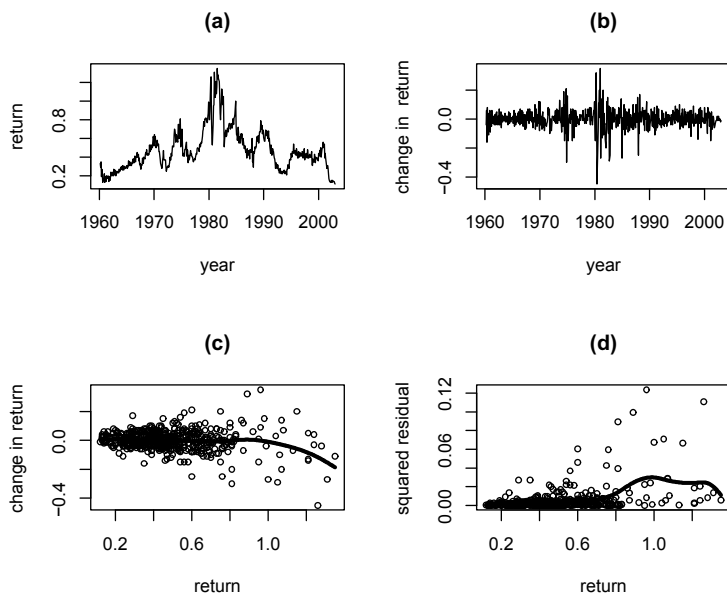 (a)
return
0.2 0.8
1960 1970 1980 1990 2000
year
(b)
change in return
−0.4 0.0
1960 1970 1980 1990 2000
year
(c)
change in return
−0.4 0.0
0.2 0.6 1.0
return
(d)
squared residual
0.00 0.06 0.12
0.2 0.6 1.0
return